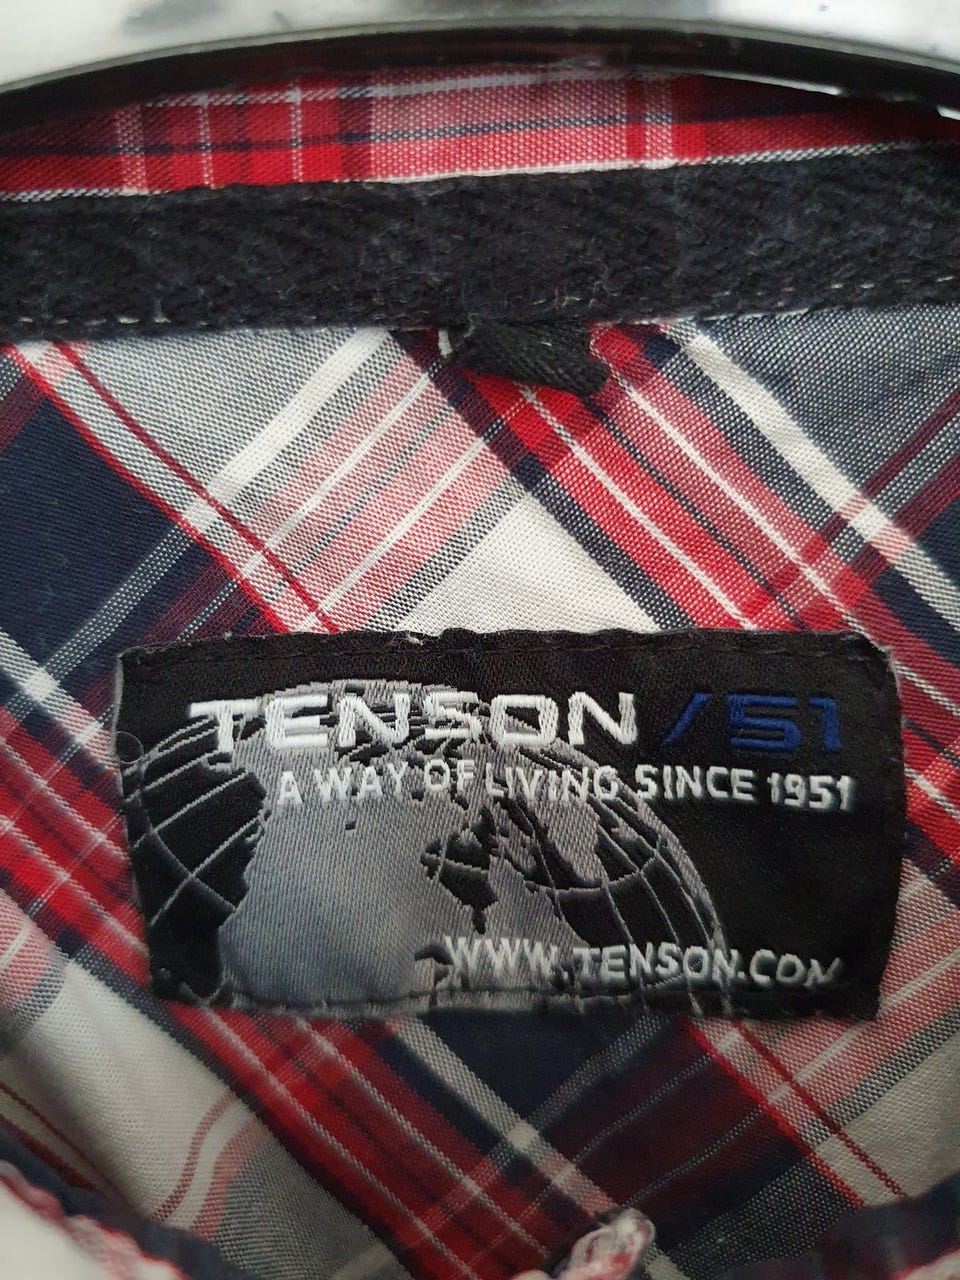 TENSON /51
A WAY OF LIVING SINCE 1951
WWW.TENSON.COM